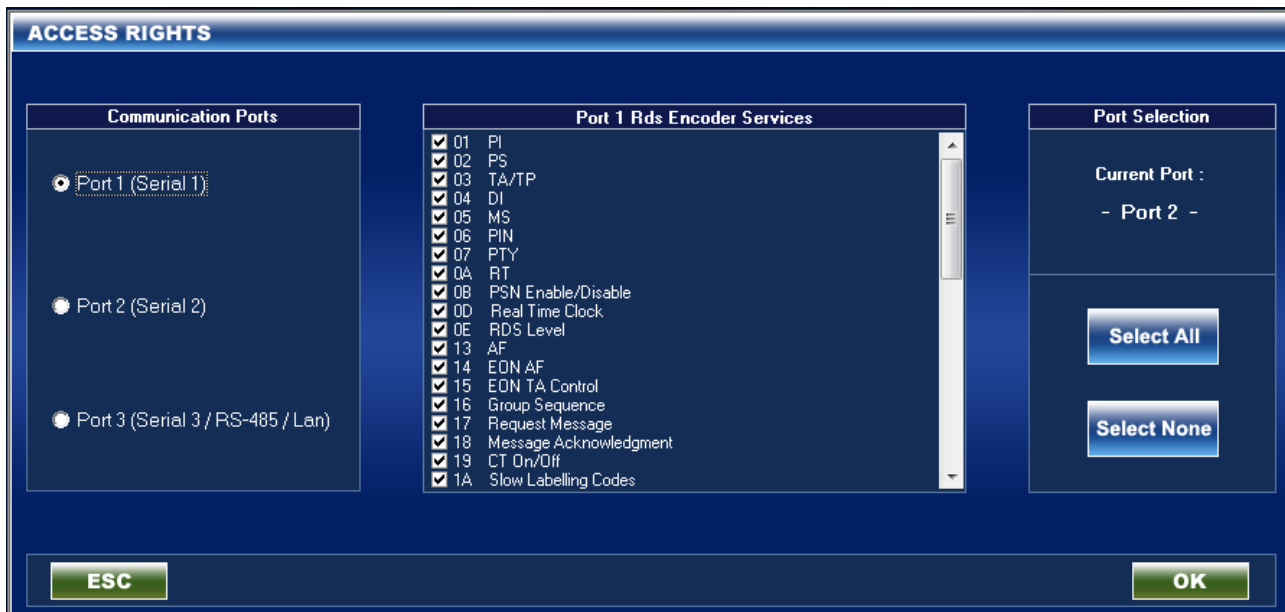 ACCESS RIGHTS
Communication Ports
Port 1 (Serial 1)
Port 2 (Serial 2)
Port 3 (Serial 3 / RS-485 / Lan)
Port 1 Rds Encoder Services
01 PI
02 PS
03 TA/TP
04 DI
05 MS
06 PIN
07 PTY
0A RT
0B PSN Enable/Disable
0D Real Time Clock
0E RDS Level
13 AF
14 EON AF
15 EON TA Control
16 Group Sequence
17 Request Message
18 Message Acknowledgment
19 CT On/Off
1A Slow Labelling Codes
Port Selection
Current Port :
- Port 2 -
Select All
Select None
ESC
OK